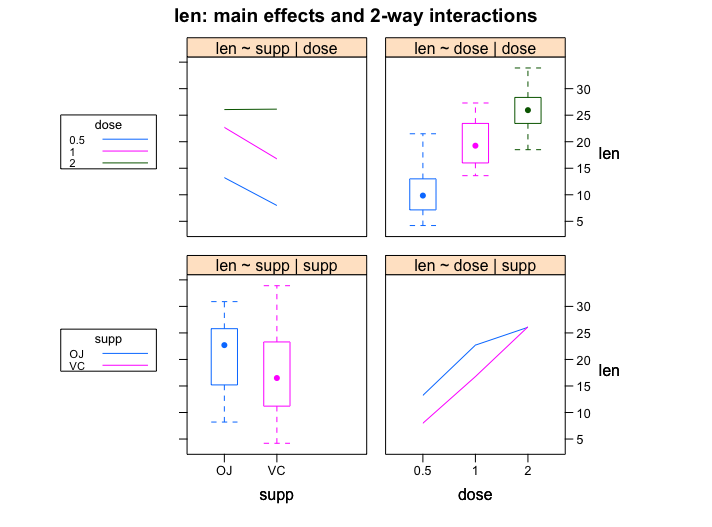 len: main effects and 2-way interactions
len ~ supp | dose
len ~ dose | dose
dose
0.5
1
2
30
25
20
15
10
5
len
len ~ supp | supp
len ~ dose | supp
supp
OJ
VC
30
25
20
15
10
5
len
OJ VC
0.5 1 2
supp
dose